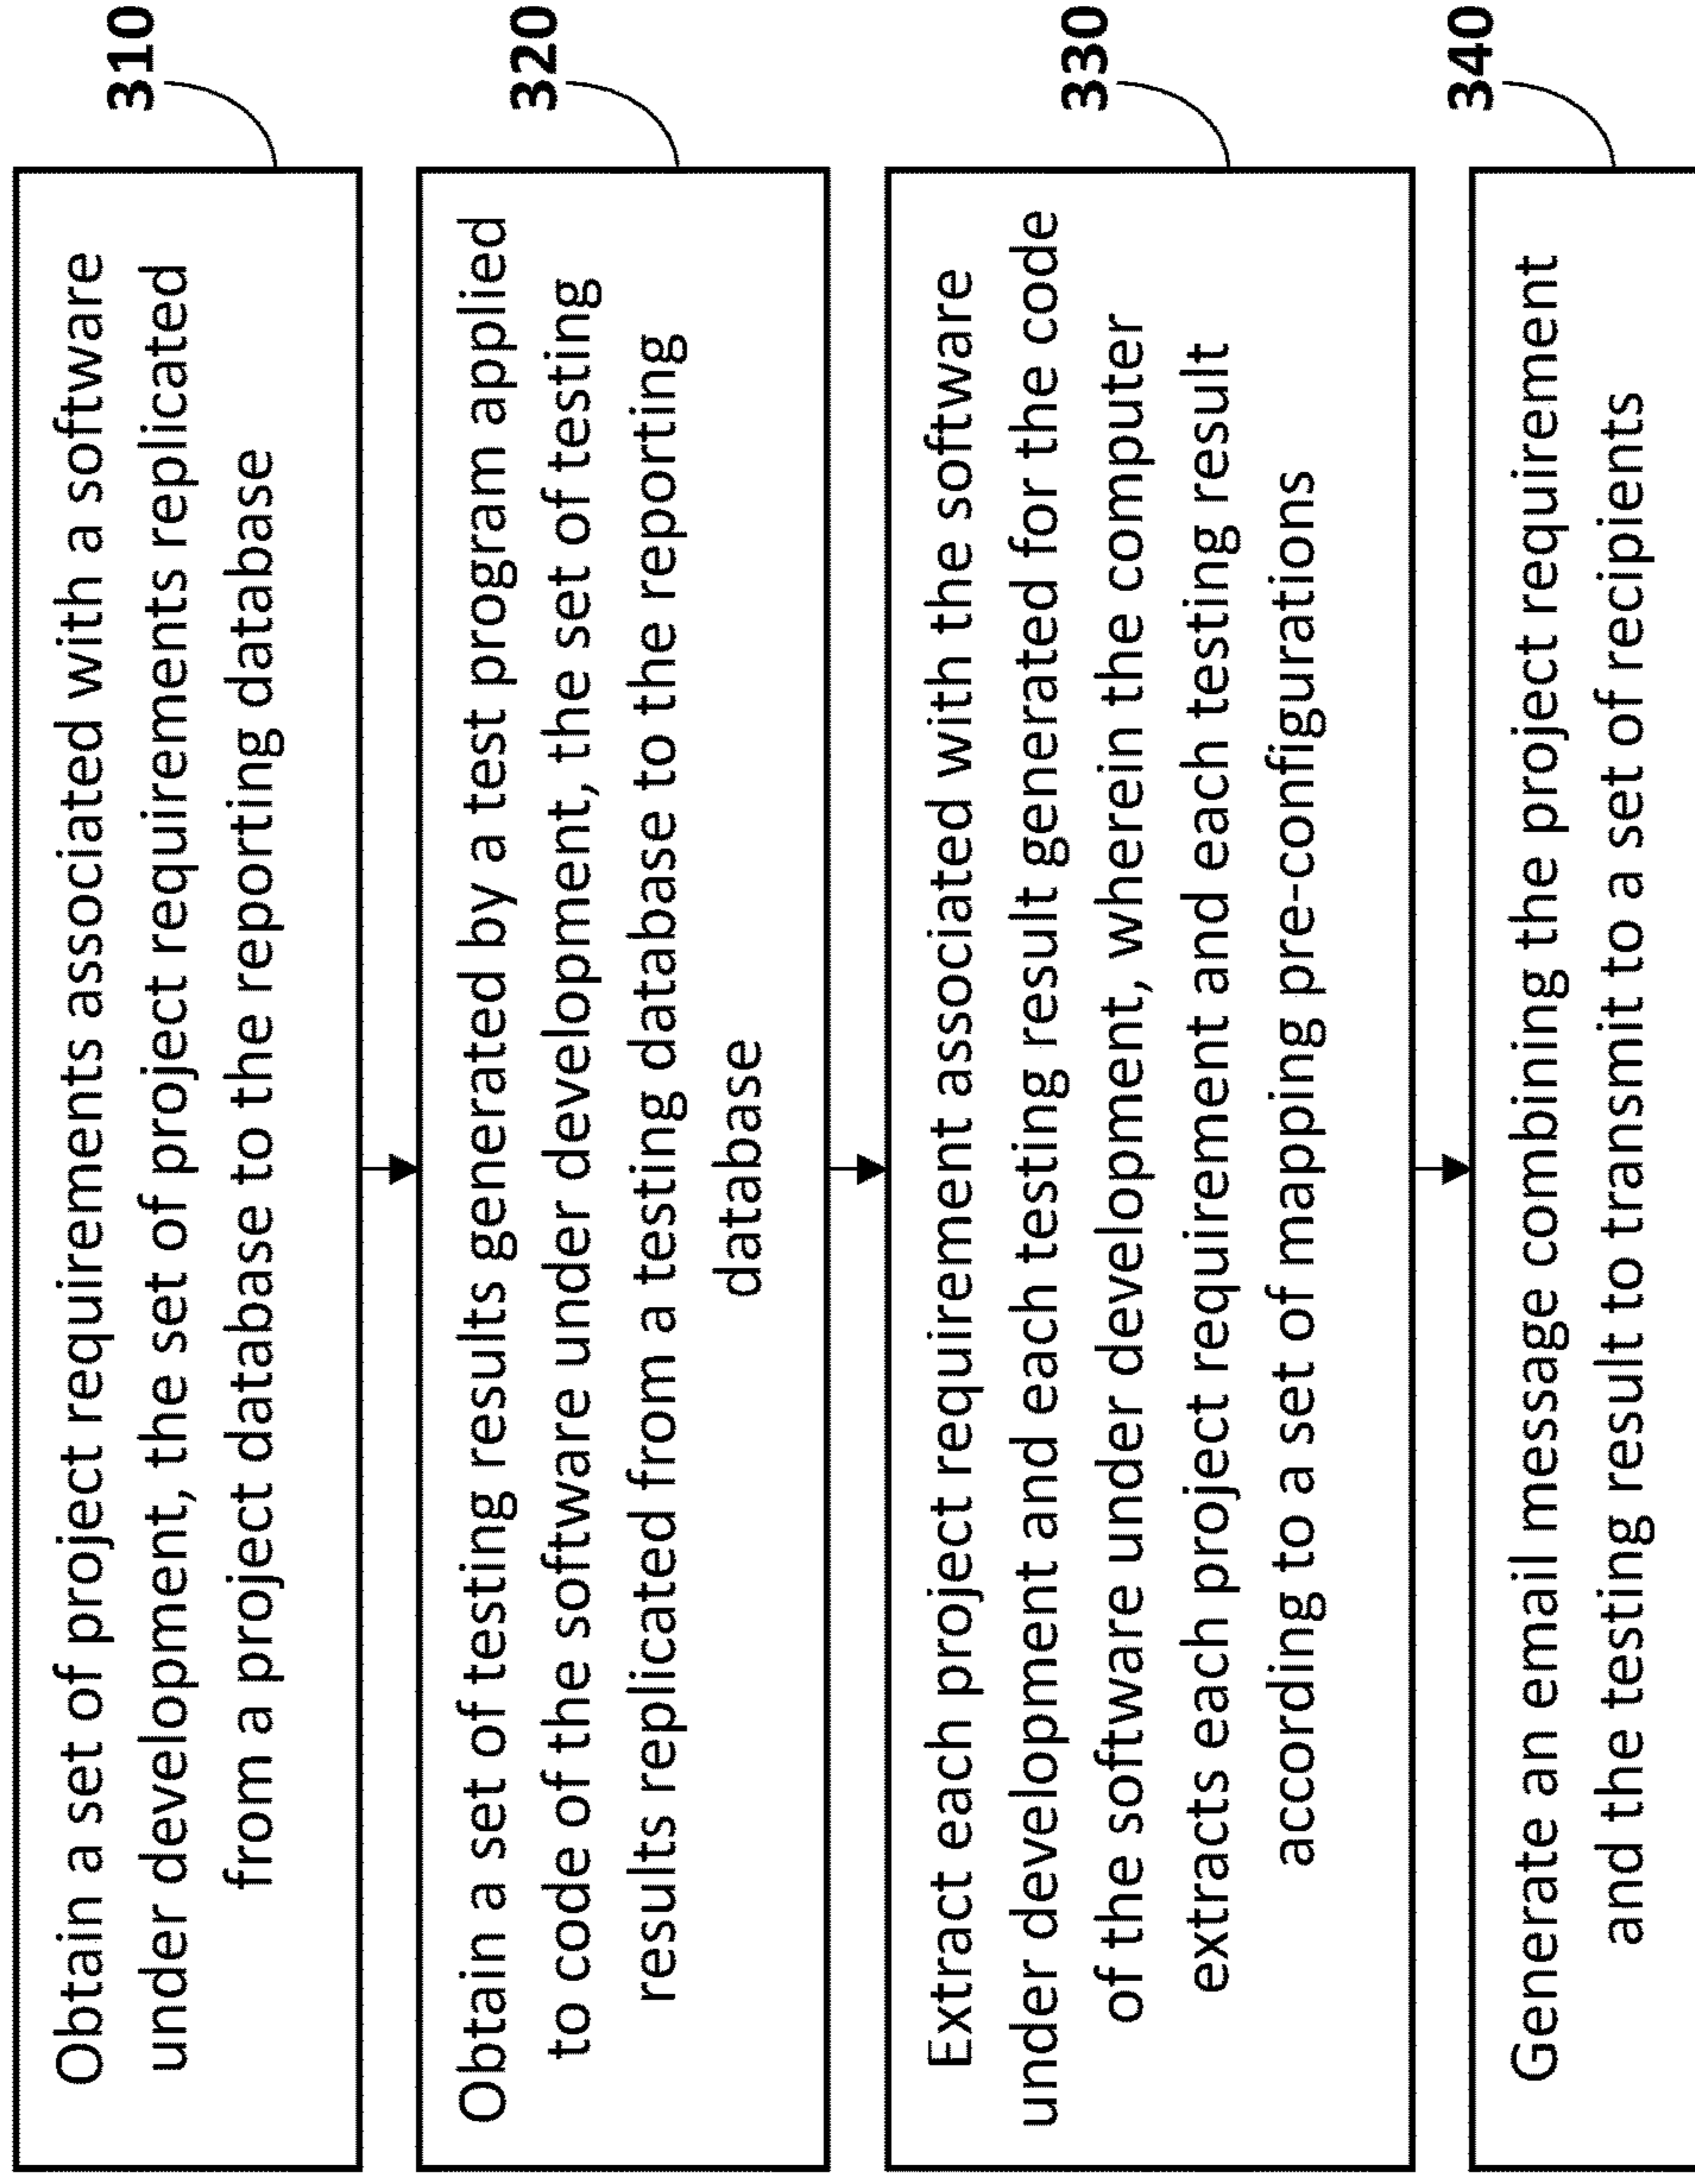 Obtain a set of project requirements associated with a software
under development, the set of project requirements replicated
from a project database to the reporting database
310
Obtain a set of testing results generated by a test program applied
to code of the software under development, the set of testing
results replicated from a testing database to the reporting
database
320
Extract each project requirement associated with the software
under development and each testing result generated for the code
of the software under development, wherein the computer
extracts each project requirement and each testing result
according to a set of mapping pre-configurations
330
Generate an email message combining the project requirement
and the testing result to transmit to a set of recipients
340